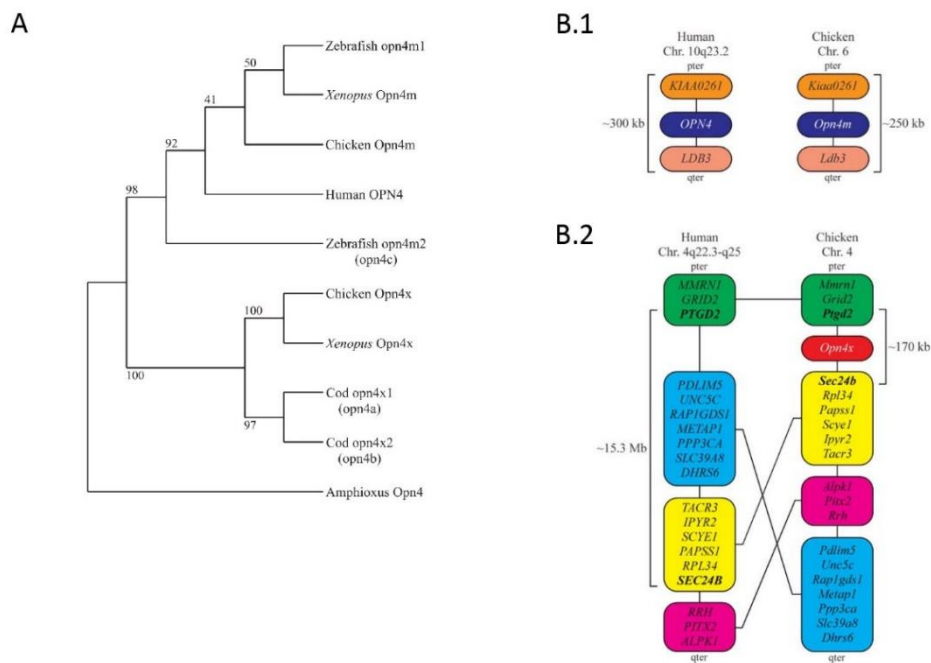 A
50
41
92
98
100
100
97
Zebrafish opn4m1
Xenopus Opn4m
Chicken Opn4m
Human OPN4
Zebrafish opn4m2
(opn4c)
Chicken Opn4x
Xenopus Opn4x
Cod opn4x1
(opn4a)
Cod opn4x2
(opn4b)
Amphioxus Opn4
B.1
Human
Chr. 10q23.2
pter
~300 kb
KIAA0261
OPN4
LDB3
qter
Chicken
Chr. 6
pter
Kiaa0261
Opn4m
Ldb3
qter
~250 kb
B.2
Human
Chr. 4q22.3-q25
pter
MMRN1
GRID2
PTGD2
~15.3 Mb
PDLIM5
UNC5C
RAP1GDS1
METAP1
PPP3CA
SLC39A8
DHRS6
TACR3
IPYR2
SCYE1
PAPSS1
RPL34
SEC24B
RRH
PITX2
ALPK1
qter
Chicken
Chr. 4
pter
Mmrn1
Grid2
Ptgd2
Opn4x
~170 kb
Sec24b
Rpl34
Papss1
Scye1
Ipyr2
Tacr3
Alpk1
Pitx2
Rrh
Pdlim5
Unc5c
Rap1gds1
Metap1
Ppp3ca
Slc39a8
Dhrs6
qter